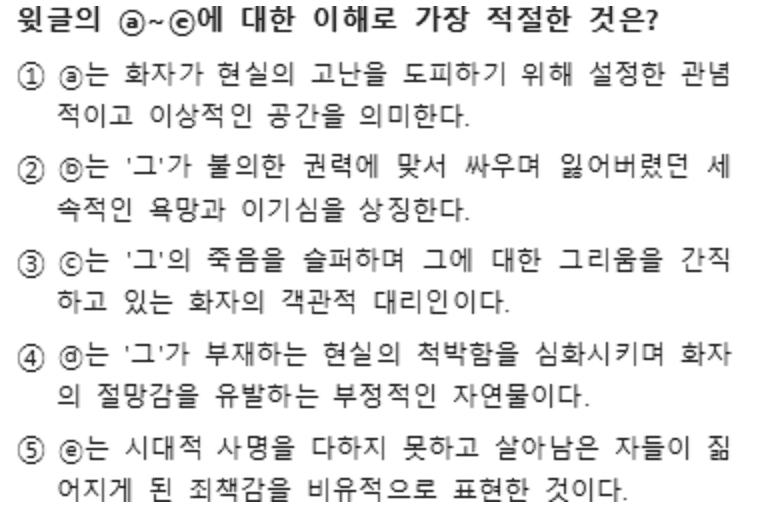 윗글의 ⓐ~ⓔ에 대한 이해로 가장 적절한 것은?
① ⓐ는 화자가 현실의 고난을 도피하기 위해 설정한 관념
적이고 이상적인 공간을 의미한다.
② ⓑ는 '그'가 불의한 권력에 맞서 싸우며 잃어버렸던 세
속적인 욕망과 이기심을 상징한다.
③ ⓒ는 '그'의 죽음을 슬퍼하며 그에 대한 그리움을 간직
하고 있는 화자의 객관적 대리인이다.
④ ⓓ는 '그'가 부재하는 현실의 척박함을 심화시키며 화자
의 절망감을 유발하는 부정적인 자연물이다.
⑤ ⓔ는 시대적 사명을 다하지 못하고 살아남은 자들이 짊
어지게 된 죄책감을 비유적으로 표현한 것이다.